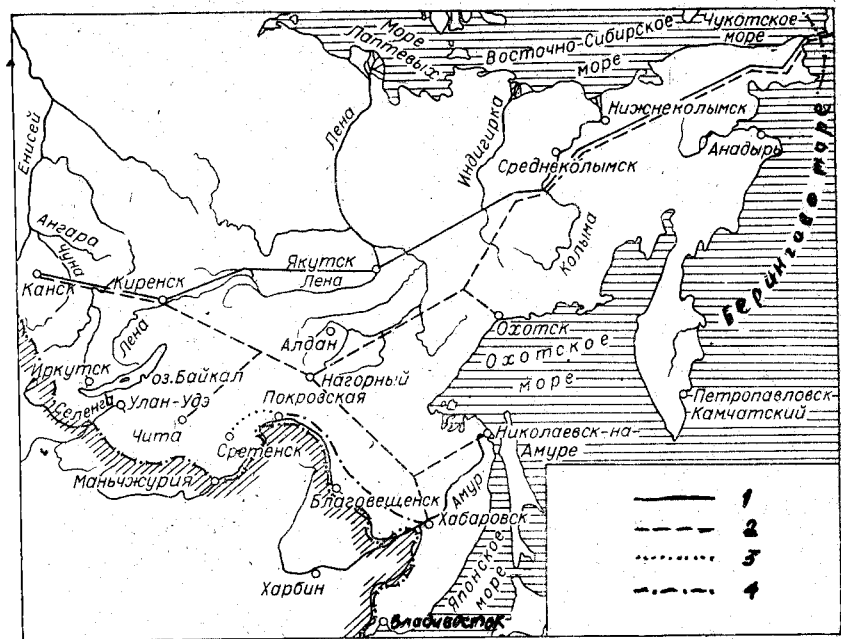 Море
Лаптевых
Восточно-Сибирское
море
Чукотское
море
Енисей
Лена
Индигирка
Нижнеколымск
Среднеколымск
Анадырь
Берингово море
Ангара
Чуна
Канск
Киренск
Якутск
Лена
Колыма
Лена
Алдан
Охотск
Охотское
море
Иркутск
оз.Байкал
Нагорный
Селенга
Улан-Удэ
Покровская
Петропавловск-
Камчатский
Чита
Сретенск
Николаевск-на-
Амуре
Маньчжурия
Благовещенск
Амур
Хабаровск
Харбин
Японское
море
Владивосток
1
2
3
4